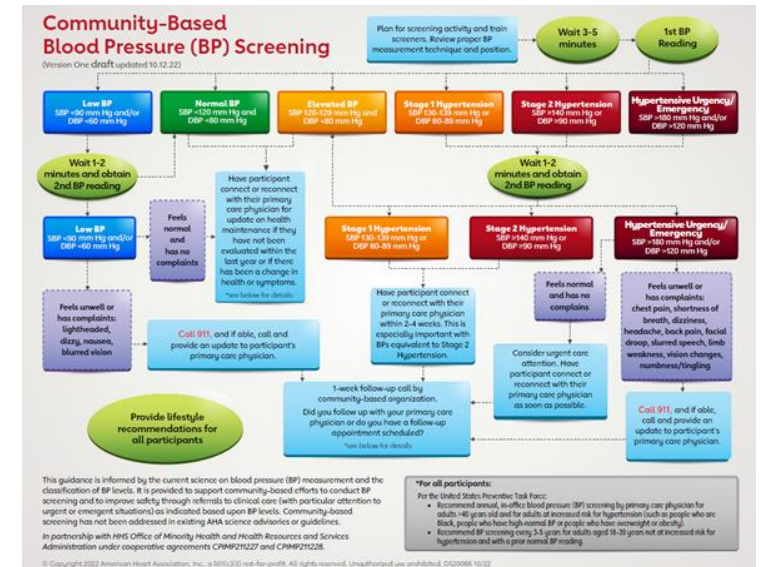 Community-Based
Blood Pressure (BP) Screening
(Version One draft updated 10.12.22)
Plan for screening activity and train
screeners. Review proper BP
measurement technique and position.
Wait 3-5
minutes
1st BP
Reading
Low BP
SBP <90 mm Hg and/or
DBP <60 mm Hg
Normal BP
SBP <120 mm Hg and
DBP <80 mm Hg
Elevated BP
SBP 120-129 mm Hg and
DBP <80 mm Hg
Stage 1 Hypertension
SBP 130-139 mm Hg or
DBP 80-89 mm Hg
Stage 2 Hypertension
SBP ≥140 mm Hg or
DBP >90 mm Hg
Hypertensive Urgency/
Emergency
SBP >180 mm Hg and/or
DBP >120 mm Hg
Wait 1-2
minutes and obtain
2nd BP reading
Wait 1-2
minutes and obtain
2nd BP reading
Low BP
SBP <90 mm Hg and/or
DBP <60 mm Hg
Feels
normal
and
has no
complaints
Have participant
connect or reconnect
with their primary
care physician for
update on health
maintenance if they
have not been
evaluated within the
last year or if there
has been a change in
health or symptoms.
*see below for details
Stage 1 Hypertension
SBP 130-139 mm Hg or
DBP 80-89 mm Hg
Stage 2 Hypertension
SBP ≥140 mm Hg or
DBP >90 mm Hg
Hypertensive Urgency/
Emergency
SBP >180 mm Hg and/or
DBP >120 mm Hg
Feels unwell or
has complaints:
lightheaded,
dizzy, nausea,
blurred vision
Call 911, and if able, call and
provide an update to participant's
primary care physician.
Have participant connect
or reconnect with their
primary care physician
within 2-4 weeks. This is
especially important with
BPs equivalent to Stage 2
Hypertension.
Feels normal
and has no
complains
Feels unwell or
has complaints:
chest pain, shortness of
breath, dizziness,
headache, back pain, facial
droop, slurred speech, limb
weakness, vision changes,
numbness/tingling
Consider urgent care
attention. Have
participant connect or
reconnect with their
primary care physician
as soon as possible.
1-week follow-up call by
community-based organization.
Did you follow up with your primary care
physician or do you have a follow-up
appointment scheduled?
*see below for details
Call 911, and if able,
call and provide an
update to participant's
primary care physician.
Provide lifestyle
recommendations for
all participants
This guidance is informed by the current science on blood pressure (BP) measurement and the
classification of BP levels. It is provided to support community-based efforts to conduct BP
screening and to improve safety through referrals to clinical care (with particular attention to
urgent or emergent situations) as indicated based upon BP levels. Community-based
screening has not been addressed in existing AHA science advisories or guidelines.
In partnership with HHS Office of Minority Health and Health Resources and Services
Administration under cooperative agreements CPIMP211227 and CPIMP211228.
*For all participants:
Per the United States Preventive Task Force:
• Recommend annual, in-office blood pressure (BP) screening by primary care physician for
adults >40 years old and for adults at increased risk for hypertension (such as people who are
Black, people who have high-normal BP or people who have overweight or obesity).
• Recommend BP screening every 3-5 years for adults aged 18-39 years not at increased risk for
hypertension and with a prior normal BP reading.
© Copyright 2022 American Heart Association, Inc., a 501(c)(3) not-for-profit. All rights reserved. Unauthorized use prohibited. DS20086 10/22